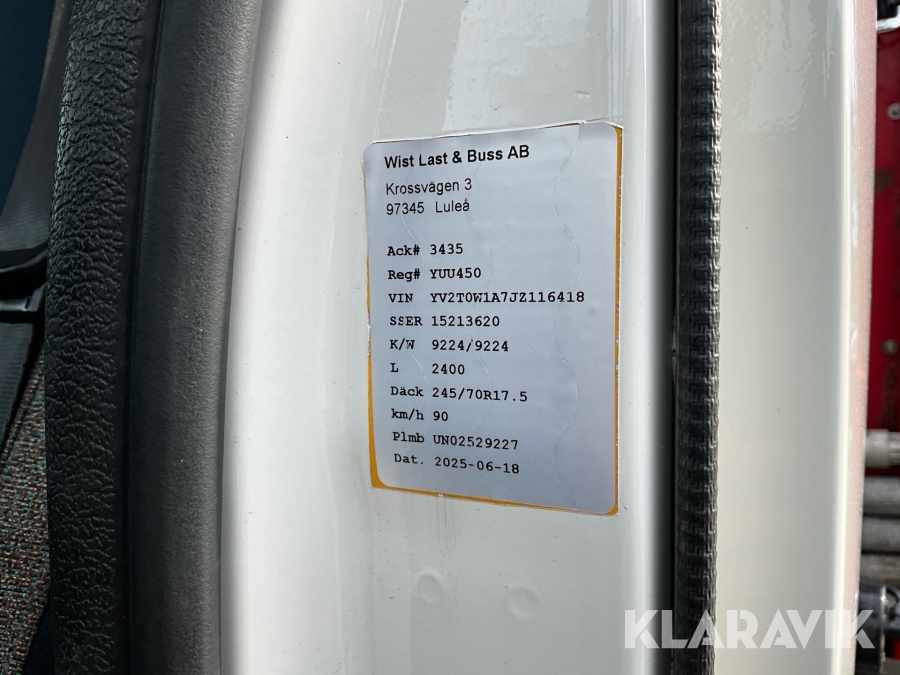 Wist Last & Buss AB
Krossvägen 3
97345 Luleå
Ack# 3435
Reg# YUU450
VIN YV2T0W1A7JZ116418
SSER 15213620
K/W 9224/9224
L 2400
Däck 245/70R17.5
km/h 90
Plmb UN02529227
Dat. 2025-06-18
KLARAVIK